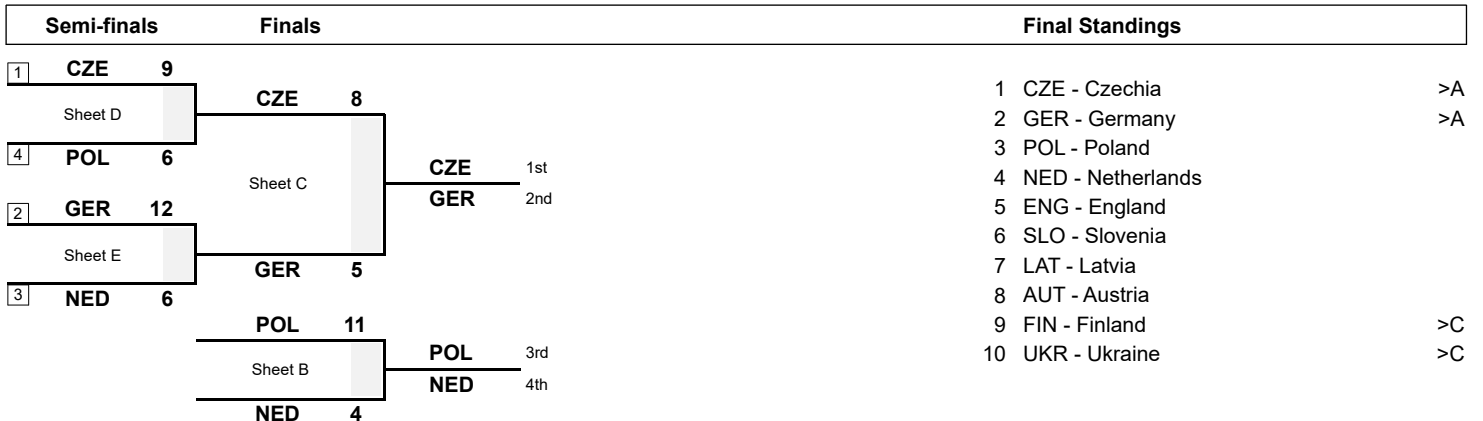 Semi-finals Finals Final Standings
1 CZE 9
Sheet D
4 POL 6
2 GER 12
Sheet E
3 NED 6
CZE 8
Sheet C
GER 5
CZE 1st
GER 2nd
POL 11
Sheet B
NED 4
POL 3rd
NED 4th
1 CZE - Czechia >A
2 GER - Germany >A
3 POL - Poland
4 NED - Netherlands
5 ENG - England
6 SLO - Slovenia
7 LAT - Latvia
8 AUT - Austria
9 FIN - Finland >C
10 UKR - Ukraine >C